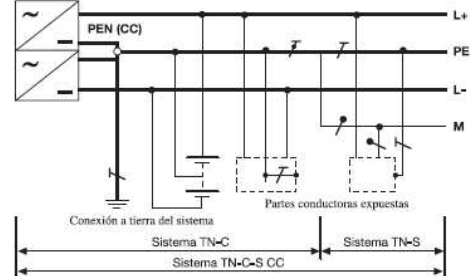 PEN (CC)
L+
PE
L-
M
Conexión a tierra del sistema
Partes conductoras expuestas
Sistema TN-C
Sistema TN-S
Sistema TN-C-S CC